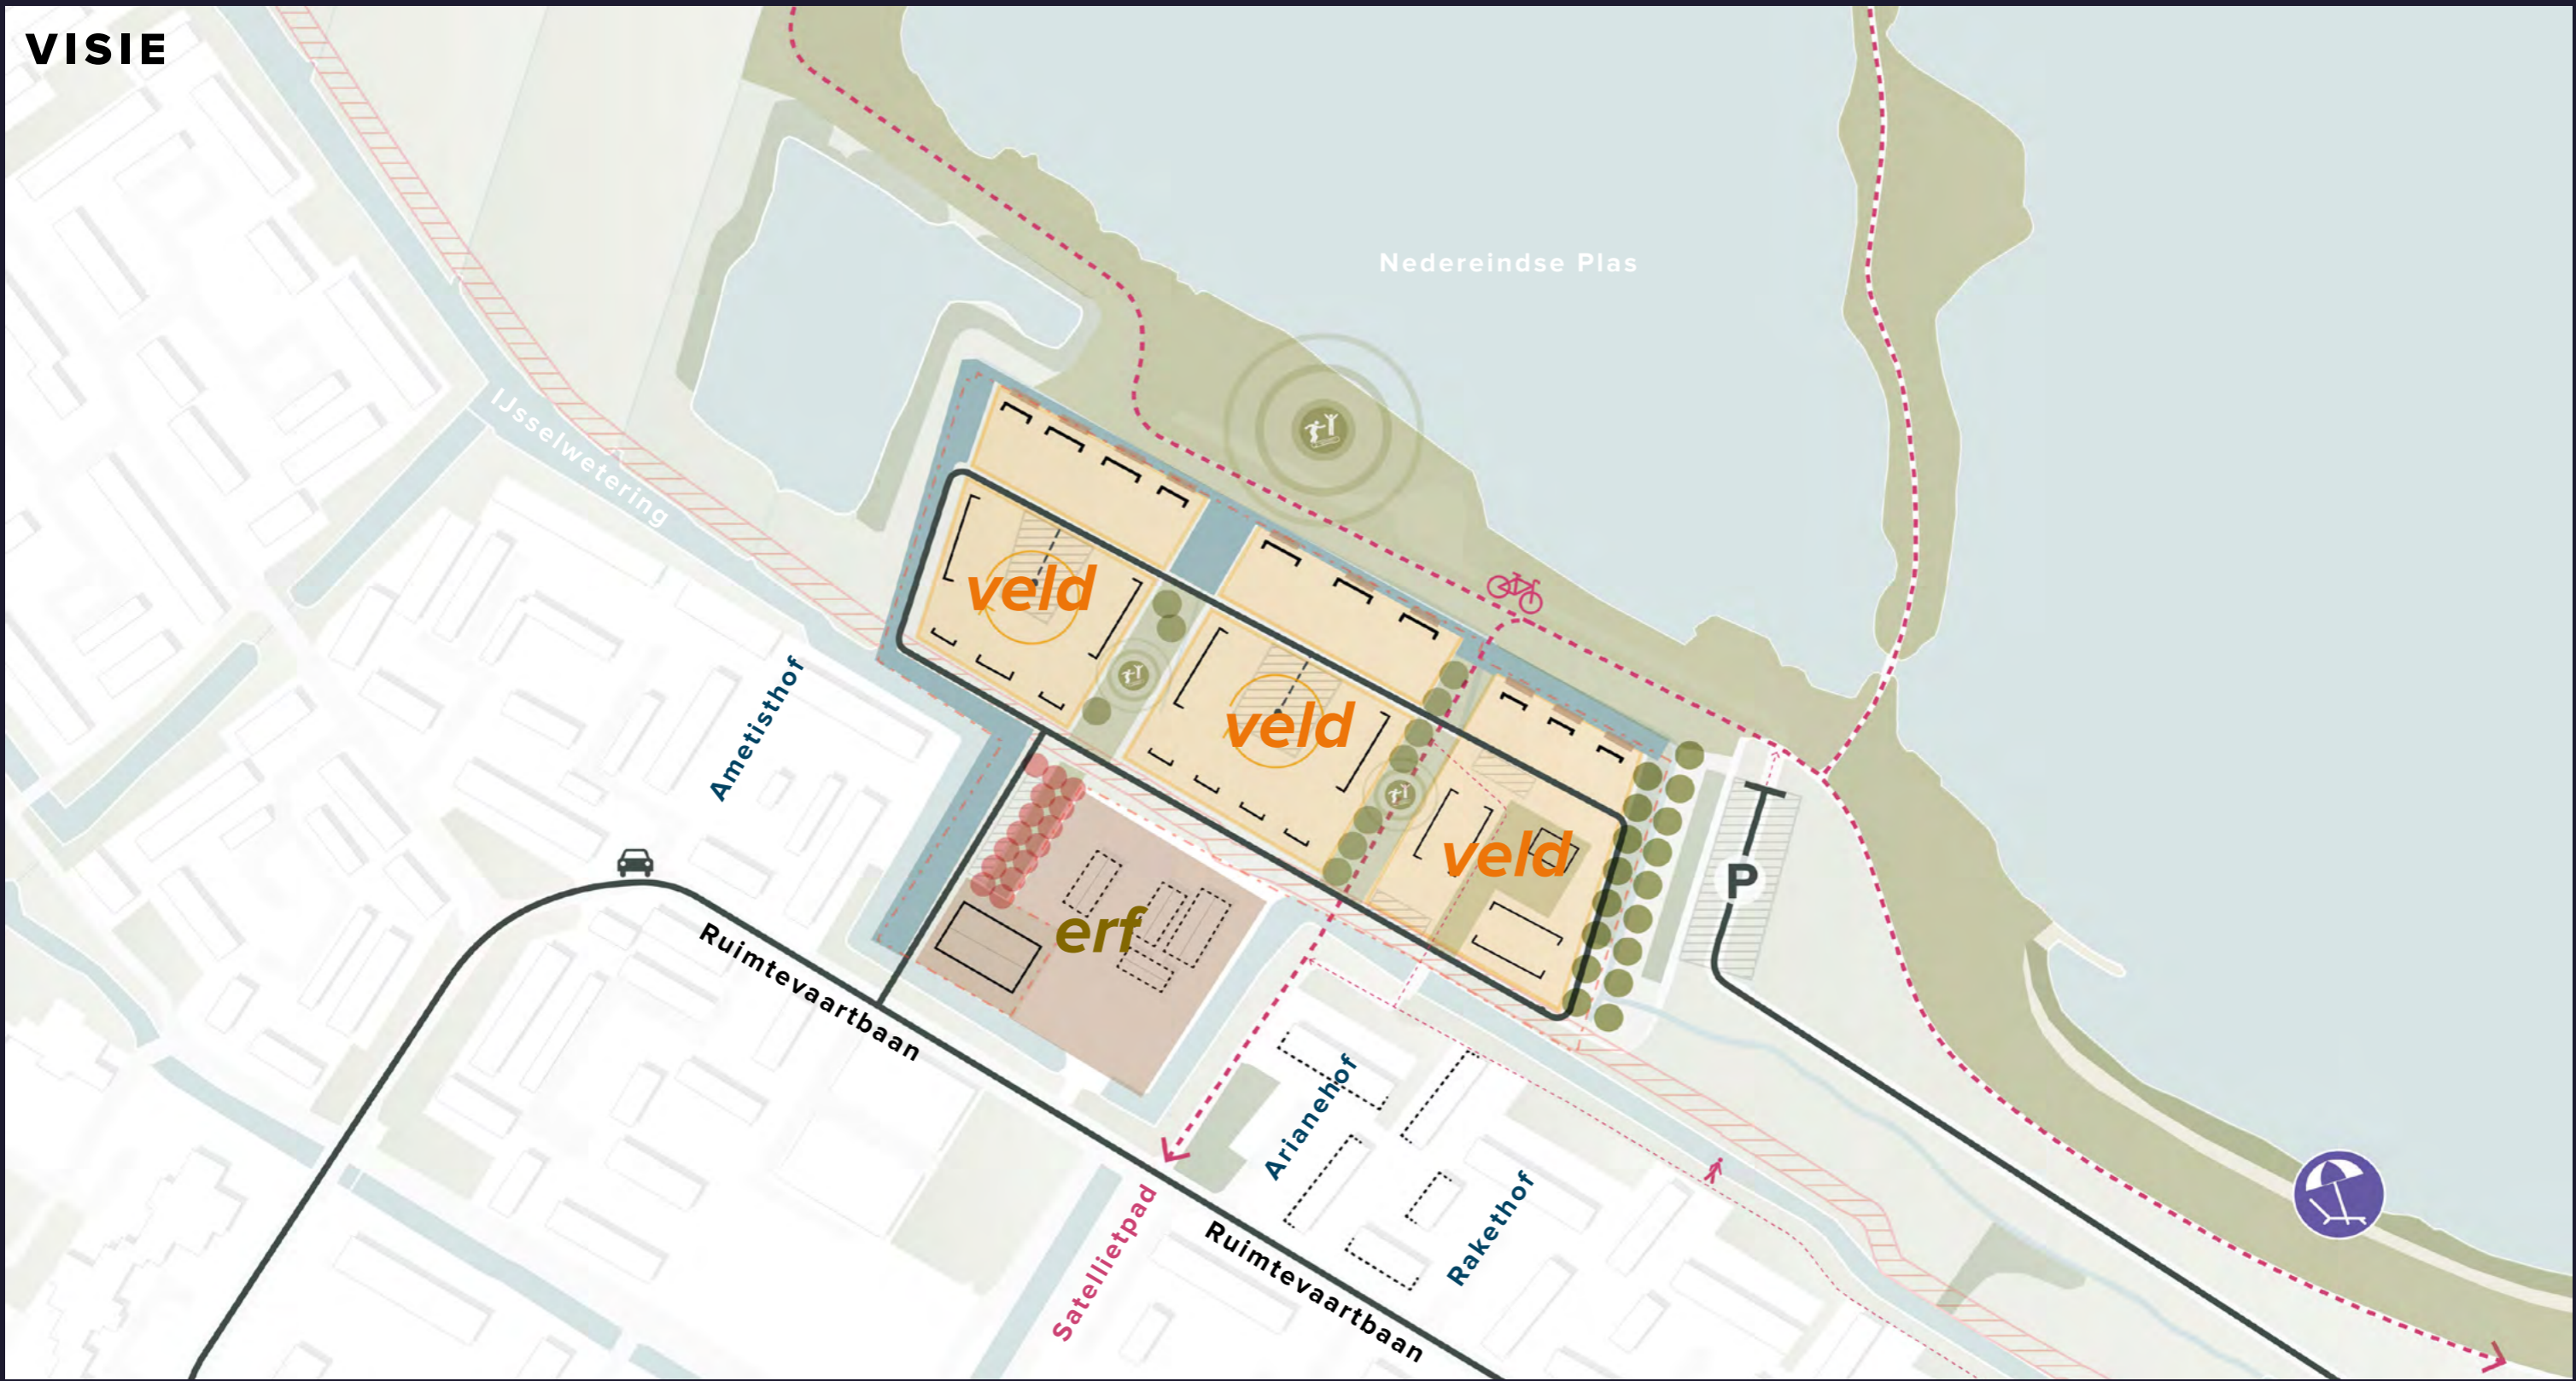 VISIE
Nedereindse Plas
IJsselwetering
veld
veld
veld
erf
P
Ametisthof
Ruimtevaartbaan
Arianehof
Rakethof
Satellietpad
Ruimtevaartbaan